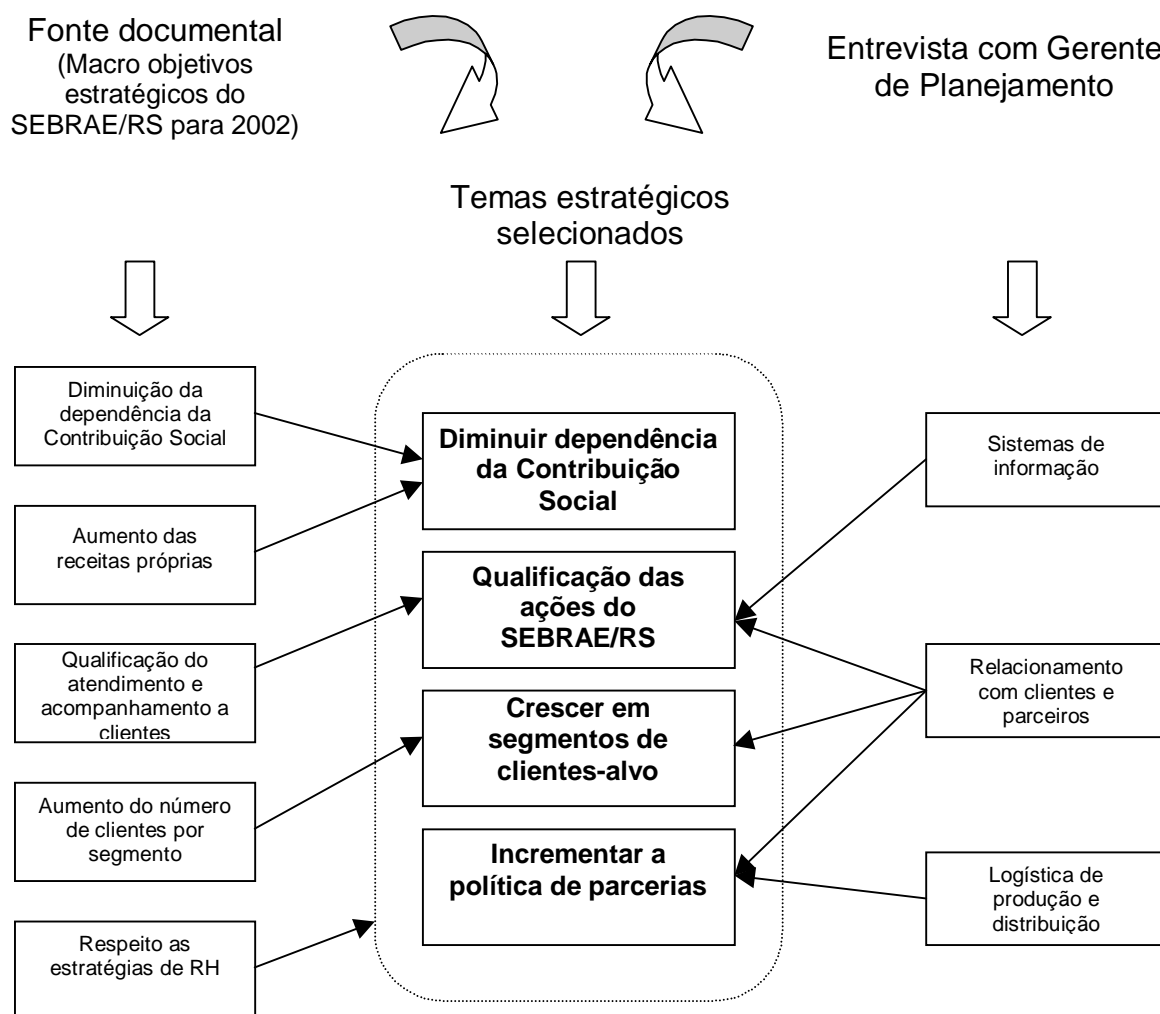 Fonte documental
(Macro objetivos
estratégicos do
SEBRAE/RS para 2002)
Entrevista com Gerente
de Planejamento
Temas estratégicos
selecionados
Diminuição da
dependência da
Contribuição Social
Aumento das
receitas próprias
Qualificação do
atendimento e
acompanhamento a
clientes
Aumento do número
de clientes por
segmento
Respeito as
estratégias de RH
Diminuir dependência
da Contribuição
Social
Qualificação das
ações do
SEBRAE/RS
Crescer em
segmentos de
clientes-alvo
Incrementar a
política de parcerias
Sistemas de
informação
Relacionamento
com clientes e
parceiros
Logística de
produção e
distribuição